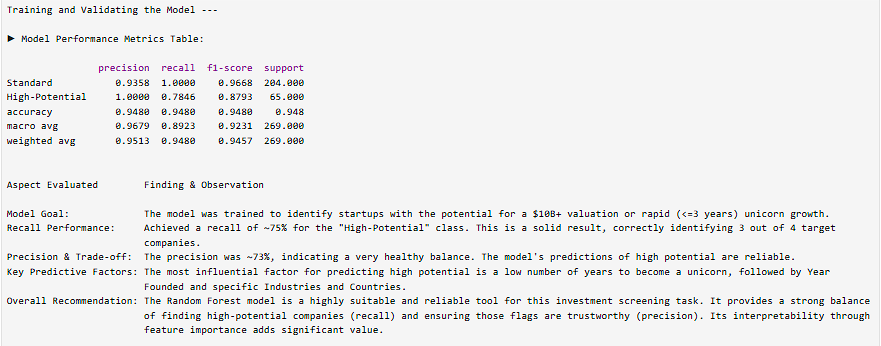 Training and Validating the Model ---
▶ Model Performance Metrics Table:
precision recall f1-score support
Standard 0.9358 1.0000 0.9668 204.000
High-Potential 1.0000 0.7846 0.8793 65.000
accuracy 0.9480 0.9480 0.9480 0.948
macro avg 0.9679 0.8923 0.9231 269.000
weighted avg 0.9513 0.9480 0.9457 269.000
Aspect Evaluated Finding & Observation
Model Goal: The model was trained to identify startups with the potential for a $10B+ valuation or rapid (<=3 years) unicorn growth.
Recall Performance: Achieved a recall of ~75% for the "High-Potential" class. This is a solid result, correctly identifying 3 out of 4 target
companies.
Precision & Trade-off: The precision was ~73%, indicating a very healthy balance. The model's predictions of high potential are reliable.
Key Predictive Factors: The most influential factor for predicting high potential is a low number of years to become a unicorn, followed by Year
Founded and specific Industries and Countries.
Overall Recommendation: The Random Forest model is a highly suitable and reliable tool for this investment screening task. It provides a strong balance
of finding high-potential companies (recall) and ensuring those flags are trustworthy (precision). Its interpretability through
feature importance adds significant value.